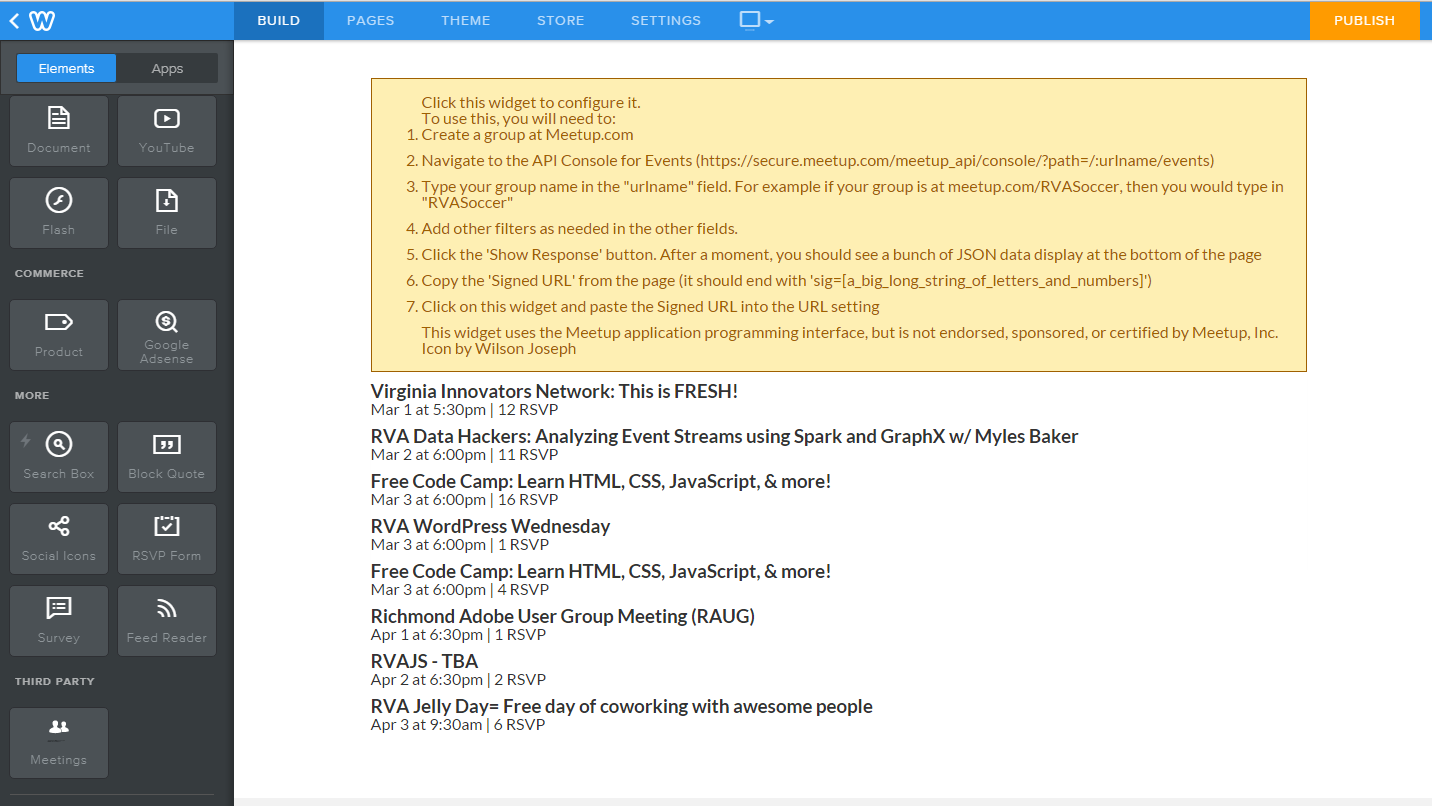 BUILD PAGES THEME STORE SETTINGS PUBLISH
Elements Apps
Document YouTube
Flash File
COMMERCE
Product Google Adsense
MORE
Search Box Block Quote
Social Icons RSVP Form
Survey Feed Reader
THIRD PARTY
Meetings
Click this widget to configure it.
To use this, you will need to:
1. Create a group at Meetup.com
2. Navigate to the API Console for Events (https://secure.meetup.com/meetup_api/console/?path=/:urlname/events)
3. Type your group name in the "urlname" field. For example if your group is at meetup.com/RVASoccer, then you would type in
"RVASoccer"
4. Add other filters as needed in the other fields.
5. Click the 'Show Response' button. After a moment, you should see a bunch of JSON data display at the bottom of the page
6. Copy the 'Signed URL' from the page (it should end with 'sig=[a_big_long_string_of_letters_and_numbers]')
7. Click on this widget and paste the Signed URL into the URL setting
This widget uses the Meetup application programming interface, but is not endorsed, sponsored, or certified by Meetup, Inc.
Icon by Wilson Joseph
Virginia Innovators Network: This is FRESH!
Mar 1 at 5:30pm | 12 RSVP
RVA Data Hackers: Analyzing Event Streams using Spark and GraphX w/ Myles Baker
Mar 2 at 6:00pm | 11 RSVP
Free Code Camp: Learn HTML, CSS, JavaScript, & more!
Mar 3 at 6:00pm | 16 RSVP
RVA WordPress Wednesday
Mar 3 at 6:00pm | 1 RSVP
Free Code Camp: Learn HTML, CSS, JavaScript, & more!
Mar 3 at 6:00pm | 4 RSVP
Richmond Adobe User Group Meeting (RAUG)
Apr 1 at 6:30pm | 1 RSVP
RVAJS - TBA
Apr 2 at 6:30pm | 2 RSVP
RVA Jelly Day= Free day of coworking with awesome people
Apr 3 at 9:30am | 6 RSVP